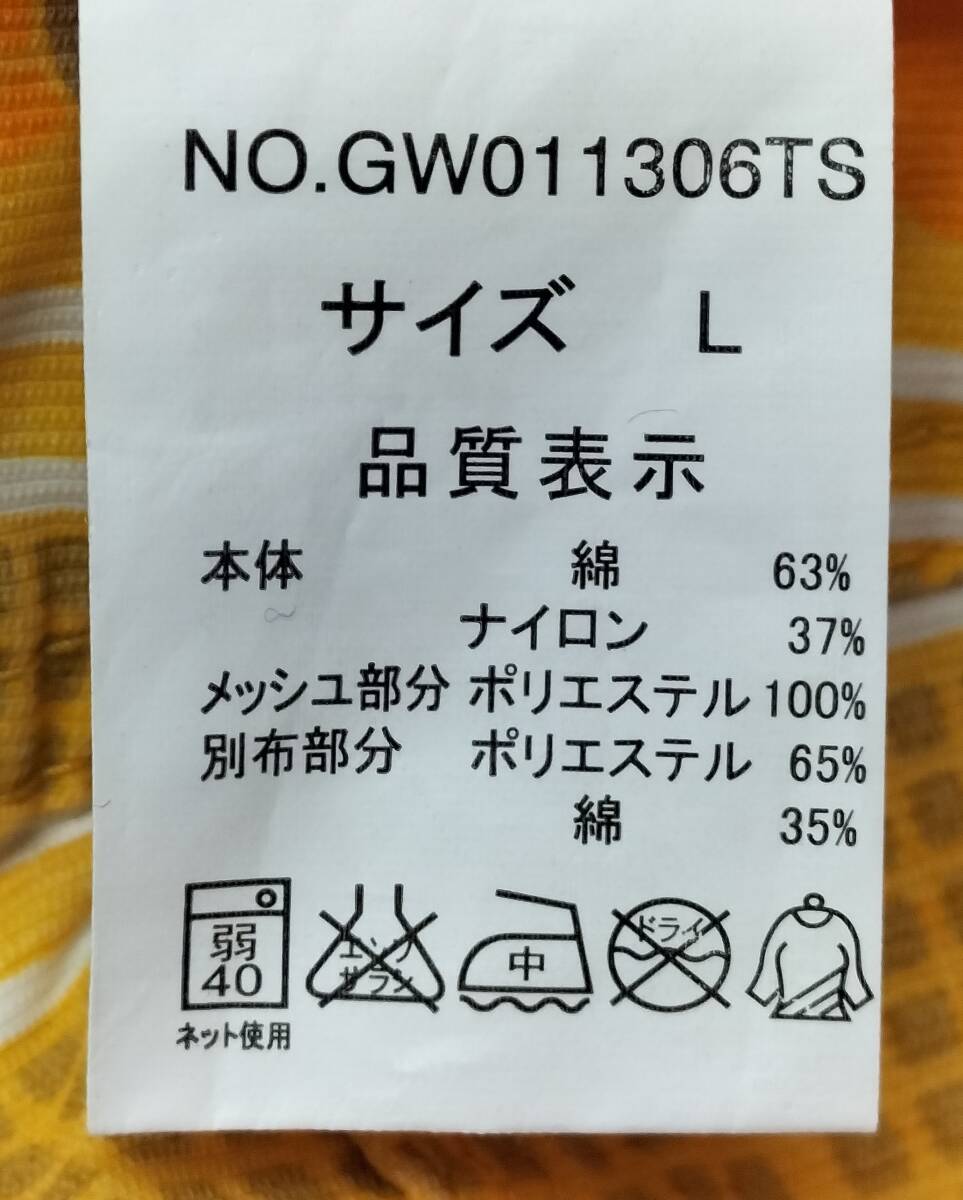 NO.GW011306TS
サイズ L
品質表示
本体 綿 63%
ナイロン 37%
メッシュ部分 ポリエステル 100%
別布部分 ポリエステル 65%
綿 35%
弱
40
エンソ
サラシ
中
ドライ
ネット使用